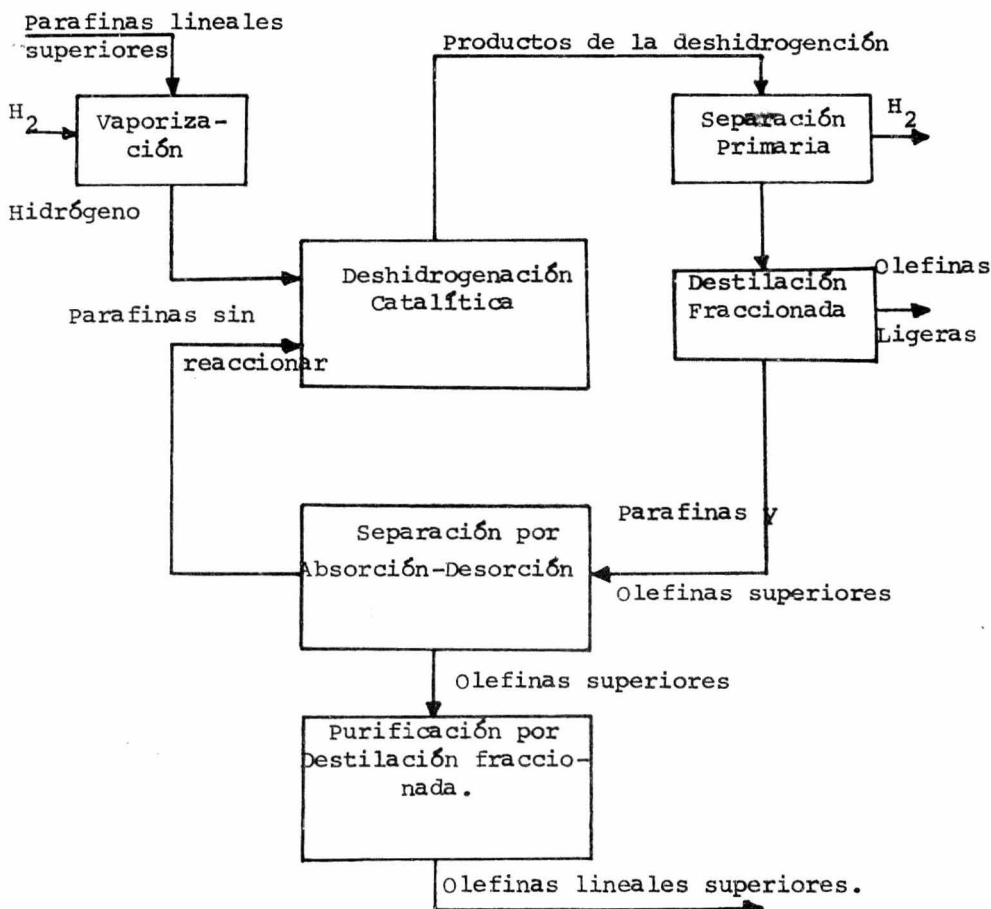 Parafinas lineales
superiores
H2
Vaporiza-
ción
Hidrógeno
Productos de la deshidrogención
Separación
Primaria
H2
Deshidrogenación
Catalítica
Destilación
Fraccionada
Olefinas
Ligeras
Parafinas sin
reaccionar
Parafinas y
Olefinas superiores
Separación por
Absorción-Desorción
Olefinas superiores
Purificación por
Destilación fraccio-
nada.
Olefinas lineales superiores.